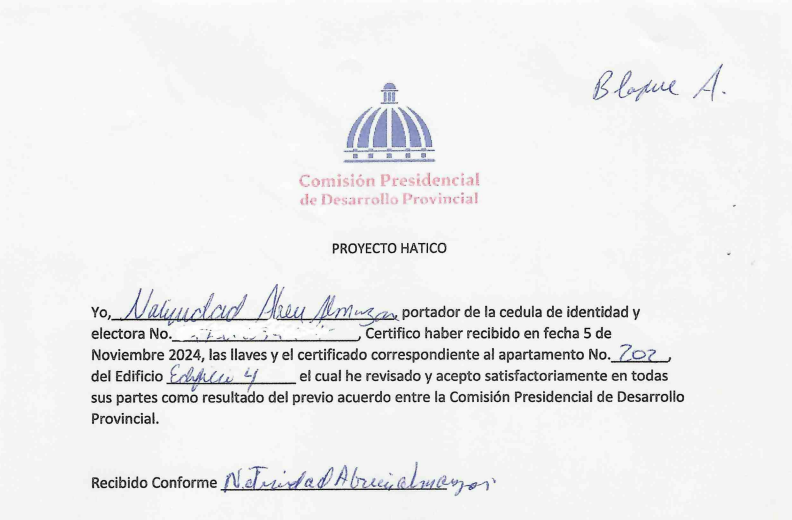 Bloque A.
Comisión Presidencial
de Desarrollo Provincial
PROYECTO HATICO
Yo, Natividad Abreu Almanzar, portador de la cedula de identidad y
electora No. , Certifico haber recibido en fecha 5 de
Noviembre 2024, las llaves y el certificado correspondiente al apartamento No. 202,
del Edificio Edificio 4 el cual he revisado y acepto satisfactoriamente en todas
sus partes como resultado del previo acuerdo entre la Comisión Presidencial de Desarrollo
Provincial.
Recibido Conforme